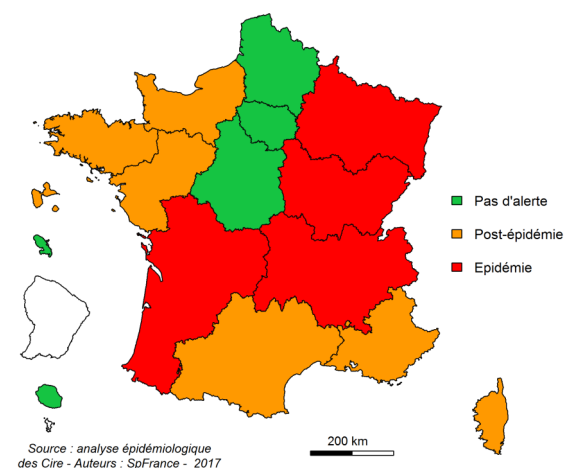 Pas d'alerte
Post-épidémie
Epidémie
200 km
Source : analyse épidémiologique
des Cire - Auteurs : SpFrance - 2017